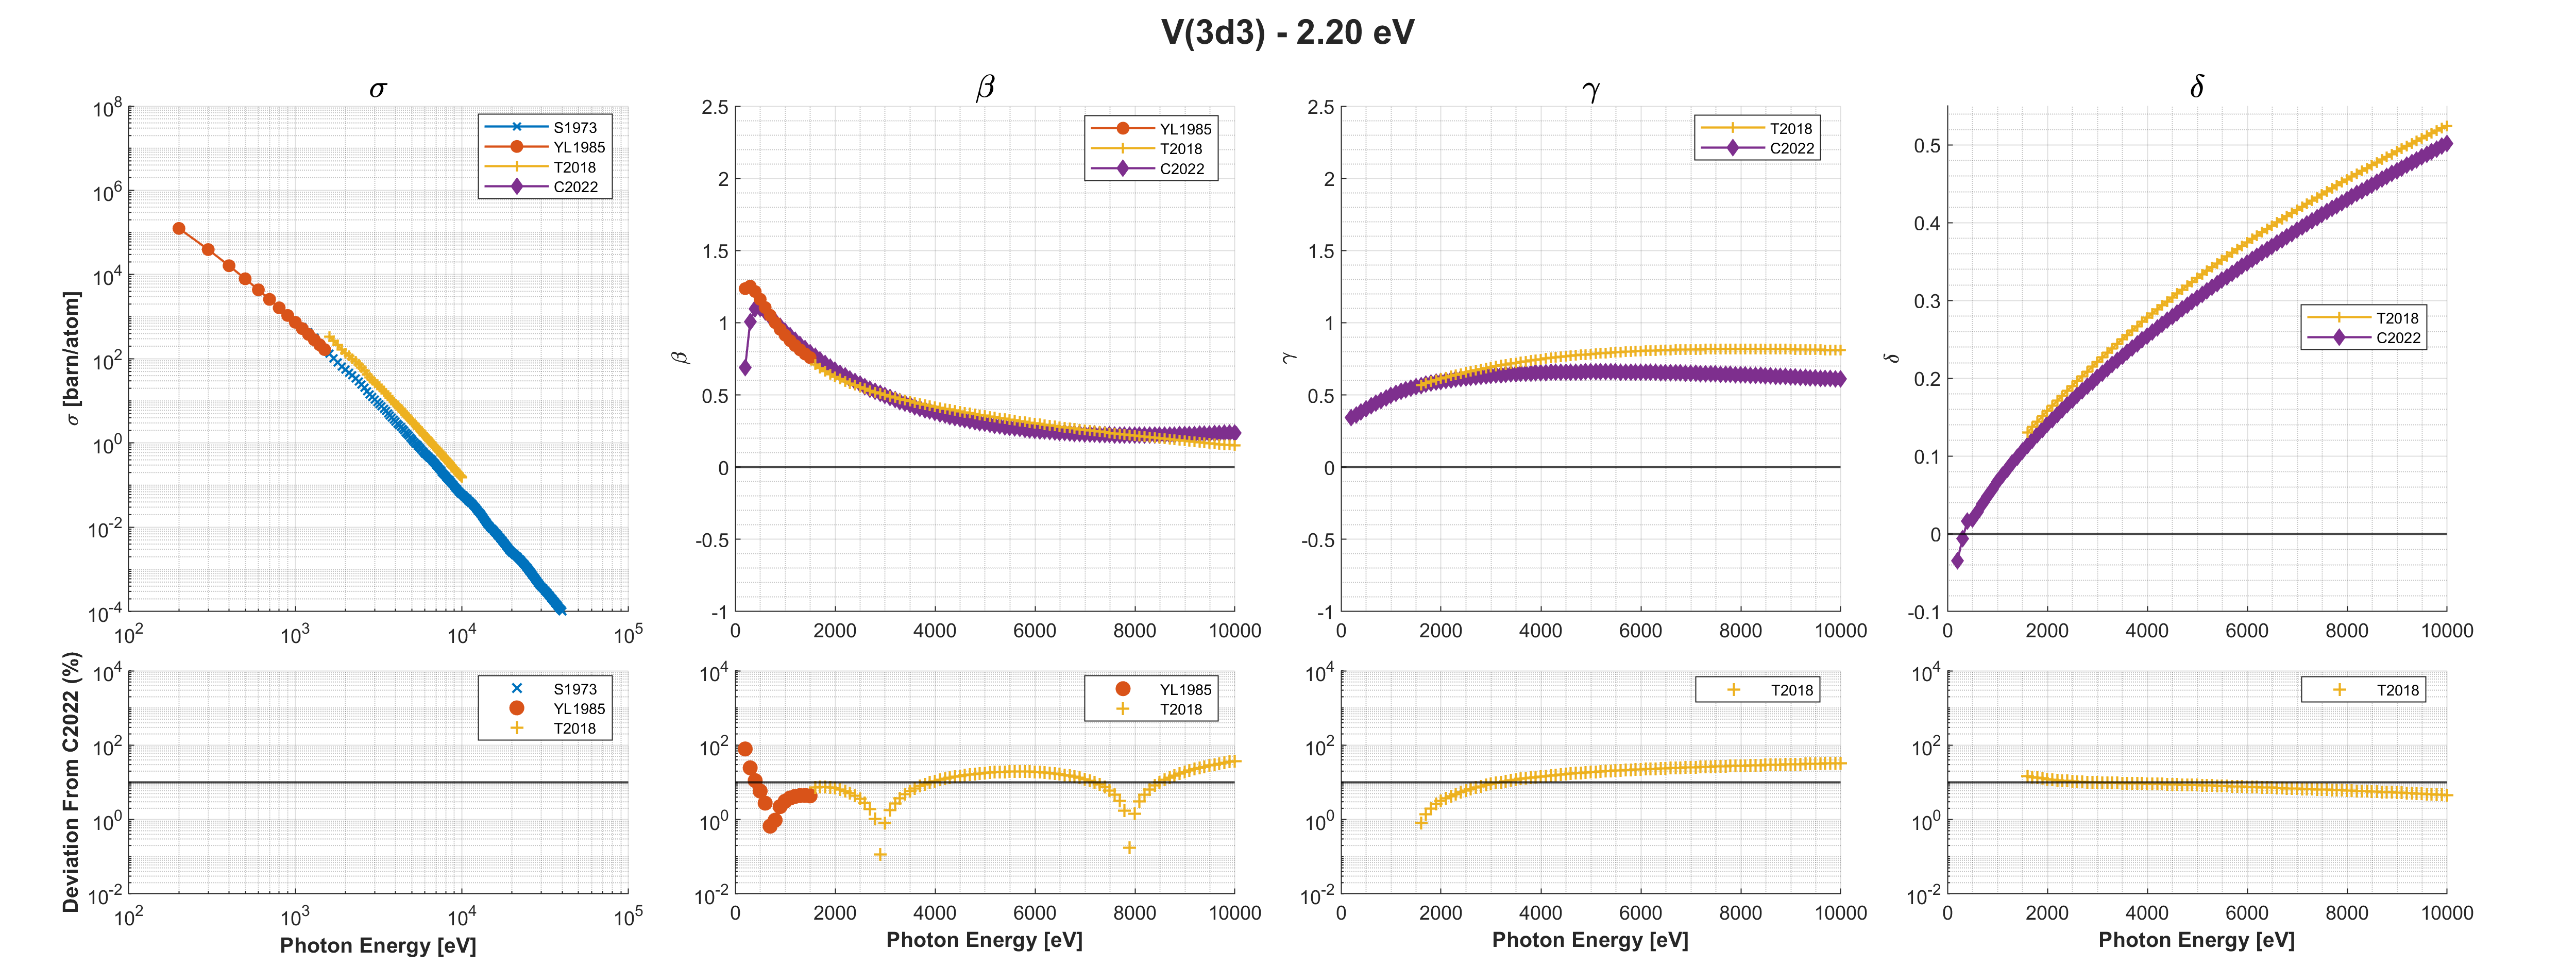 V(3d3) - 2.20 eV
σ
10^8
10^6
10^4
10^2
10^0
10^-2
10^-4
10^2
10^3
10^4
10^5
σ [barn/atom]
S1973
YL1985
T2018
C2022
β
2.5
2
1.5
1
0.5
0
-0.5
-1
0
2000
4000
6000
8000
10000
β
YL1985
T2018
C2022
γ
2.5
2
1.5
1
0.5
0
-0.5
-1
0
2000
4000
6000
8000
10000
γ
T2018
C2022
δ
0.5
0.4
0.3
0.2
0.1
0
-0.1
0
2000
4000
6000
8000
10000
δ
T2018
C2022
Deviation From C2022 (%)
10^4
10^2
10^0
10^-2
10^2
10^3
10^4
10^5
Photon Energy [eV]
S1973
YL1985
T2018
10^4
10^2
10^0
10^-2
0
2000
4000
6000
8000
10000
Photon Energy [eV]
YL1985
T2018
10^4
10^2
10^0
10^-2
0
2000
4000
6000
8000
10000
Photon Energy [eV]
T2018
10^4
10^2
10^0
10^-2
0
2000
4000
6000
8000
10000
Photon Energy [eV]
T2018